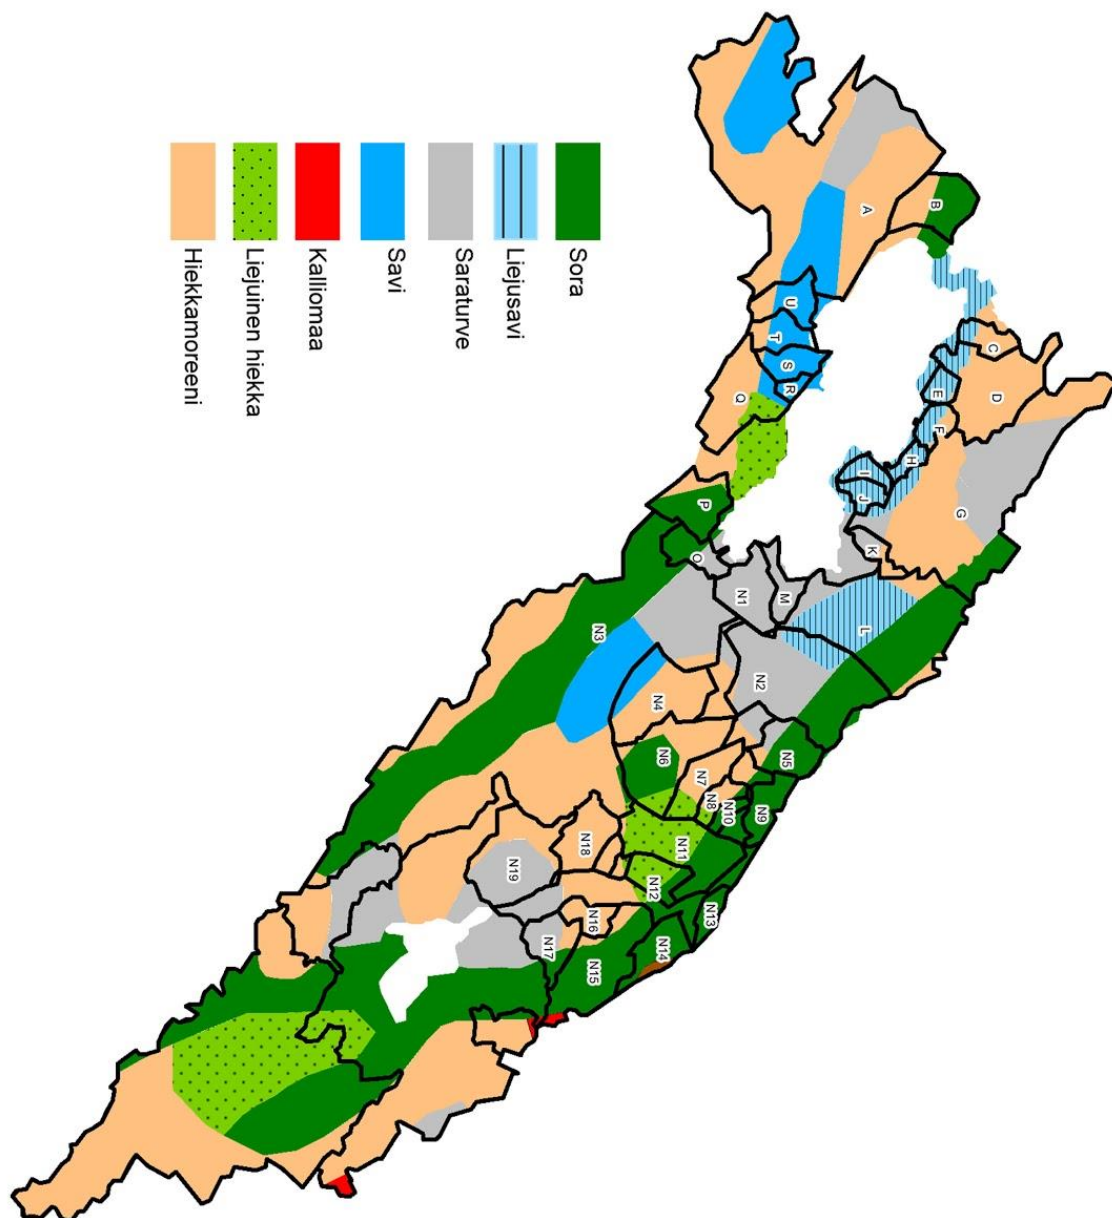 Sora
Liejusavi
Saraturve
Savi
Kalliomaa
Liejuinen hiekka
Hiekkamoreeni
A
B
C
D
E
F
G
H
I
J
K
L
M
N1
N2
N3
N4
N5
N6
N7
N8
N9
N10
N11
N12
N13
N14
N15
N16
N17
N18
N19
O
P
Q
R
S
T
U